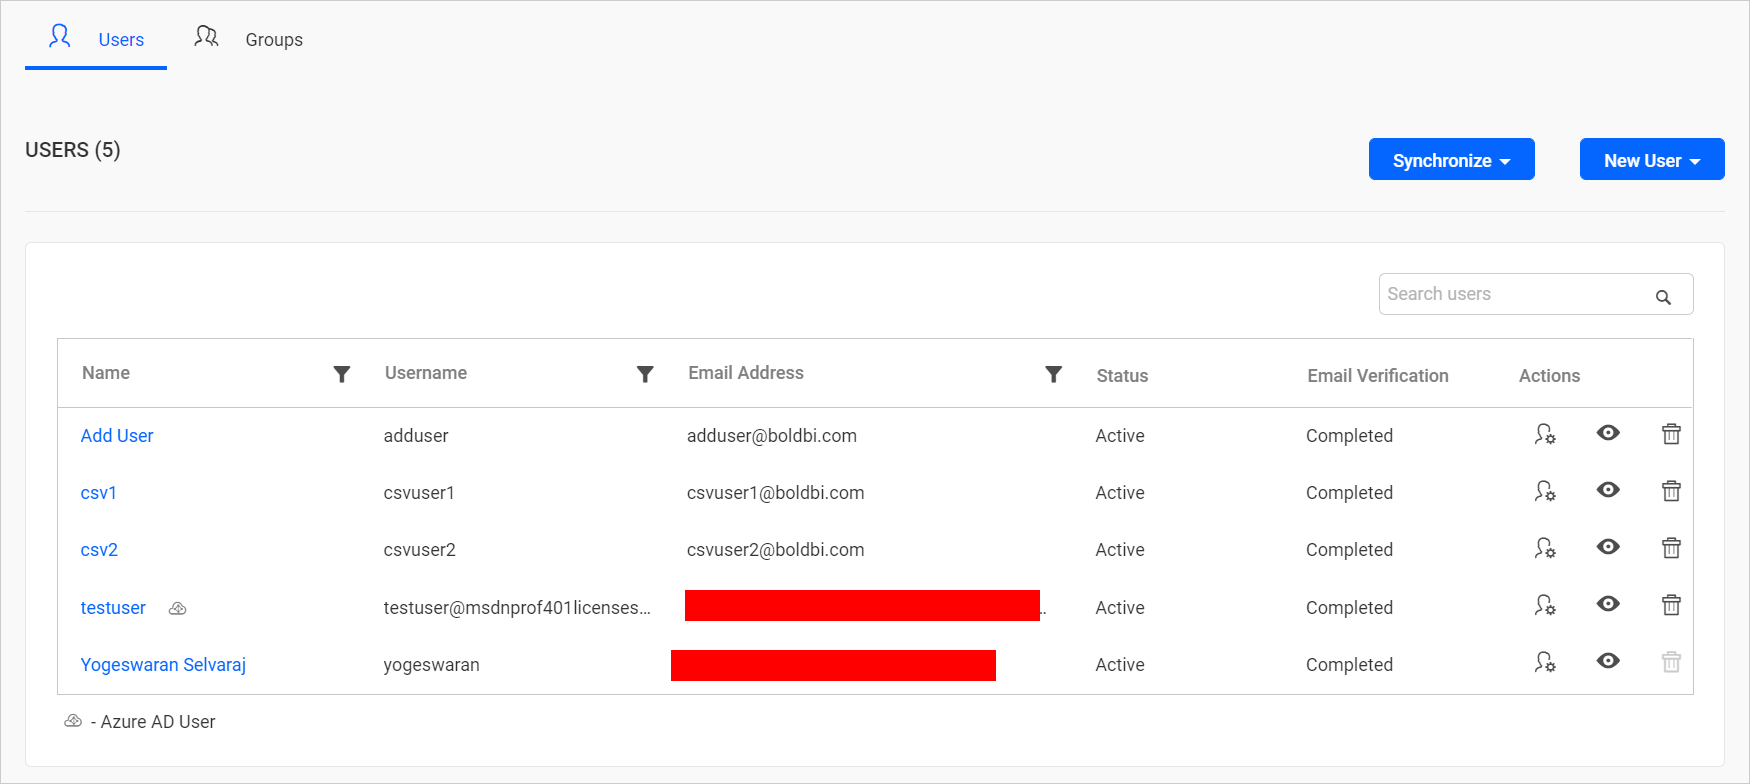 Users Groups
USERS (5)
Synchronize New User
Search users
Name Username Email Address Status Email Verification Actions
Add User adduser adduser@boldbi.com Active Completed
csv1 csvuser1 csvuser1@boldbi.com Active Completed
csv2 csvuser2 csvuser2@boldbi.com Active Completed
testuser testuser@msdnprof401licenses... .. Active Completed
Yogeswaran Selvaraj yogeswaran Active Completed
- Azure AD User